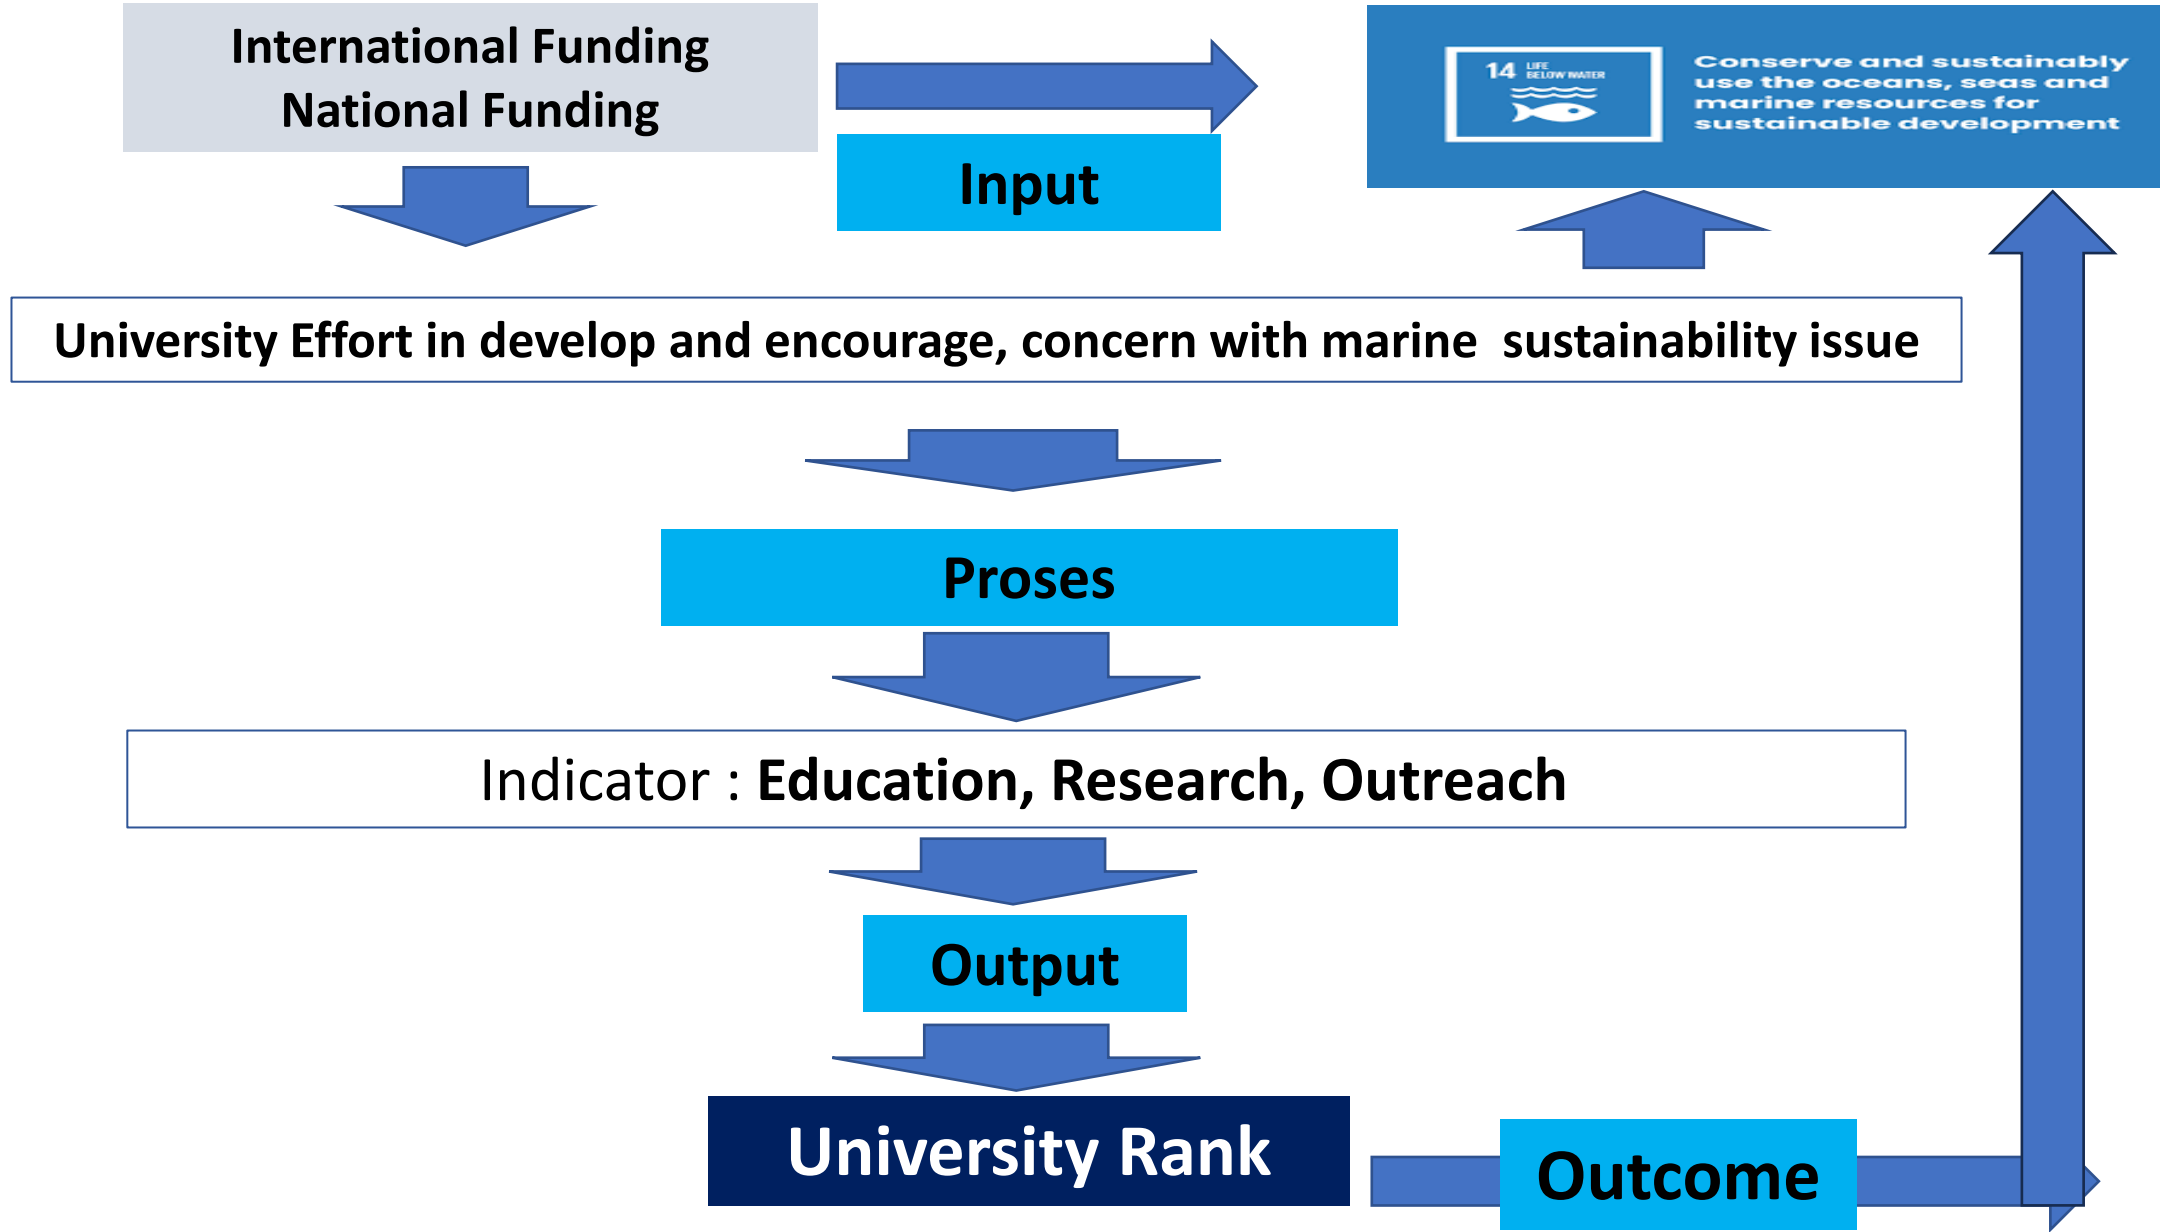 International Funding
National Funding
Input
14 LIFE
BELOW WATER
Conserve and sustainably
use the oceans, seas and
marine resources for
sustainable development
University Effort in develop and encourage, concern with marine  sustainability issue
Proses
Indicator : Education, Research, Outreach
Output
University Rank
Outcome